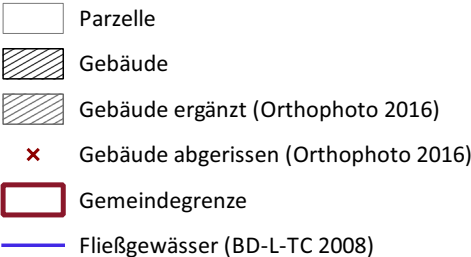 Parzelle
Gebäude
Gebäude ergänzt (Orthophoto 2016)
Gebäude abgerissen (Orthophoto 2016)
Gemeindegrenze
Fließgewässer (BD-L-TC 2008)